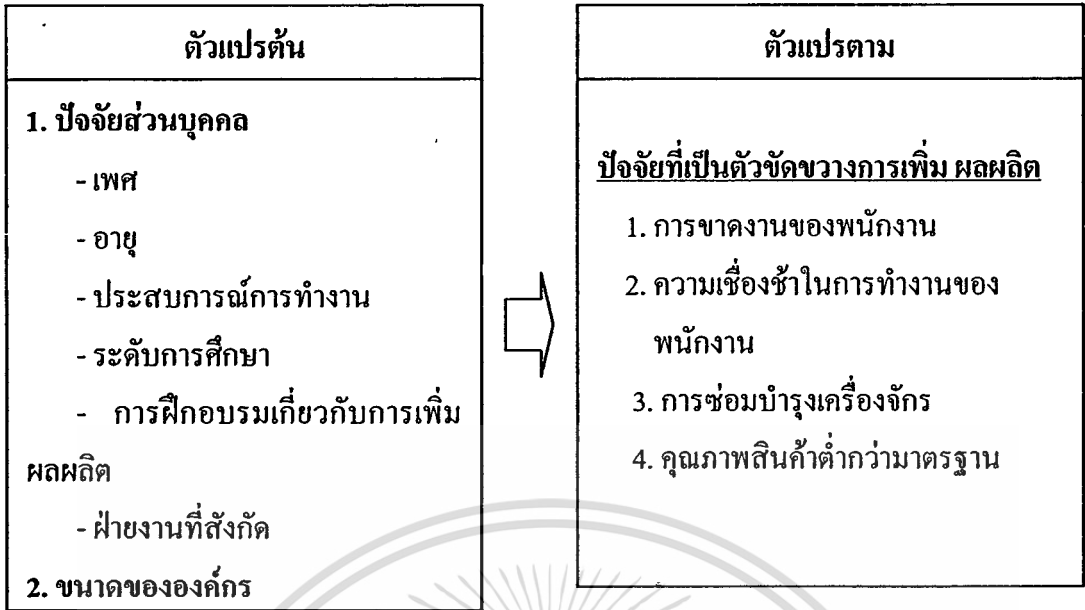 ตัวแปรต้น
1. ปัจจัยส่วนบุคคล
- เพศ
- อายุ
- ประสบการณ์การทำงาน
- ระดับการศึกษา
- การฝึกอบรมเกี่ยวกับการเพิ่ม
ผลผลิต
- ฝ่ายงานที่สังกัด
2. ขนาดขององค์กร
ตัวแปรตาม
ปัจจัยที่เป็นตัวขัดขวางการเพิ่ม ผลผลิต
1. การขาดงานของพนักงาน
2. ความเชื่องช้าในการทำงานของ
พนักงาน
3. การซ่อมบำรุงเครื่องจักร
4. คุณภาพสินค้าต่ำกว่ามาตรฐาน